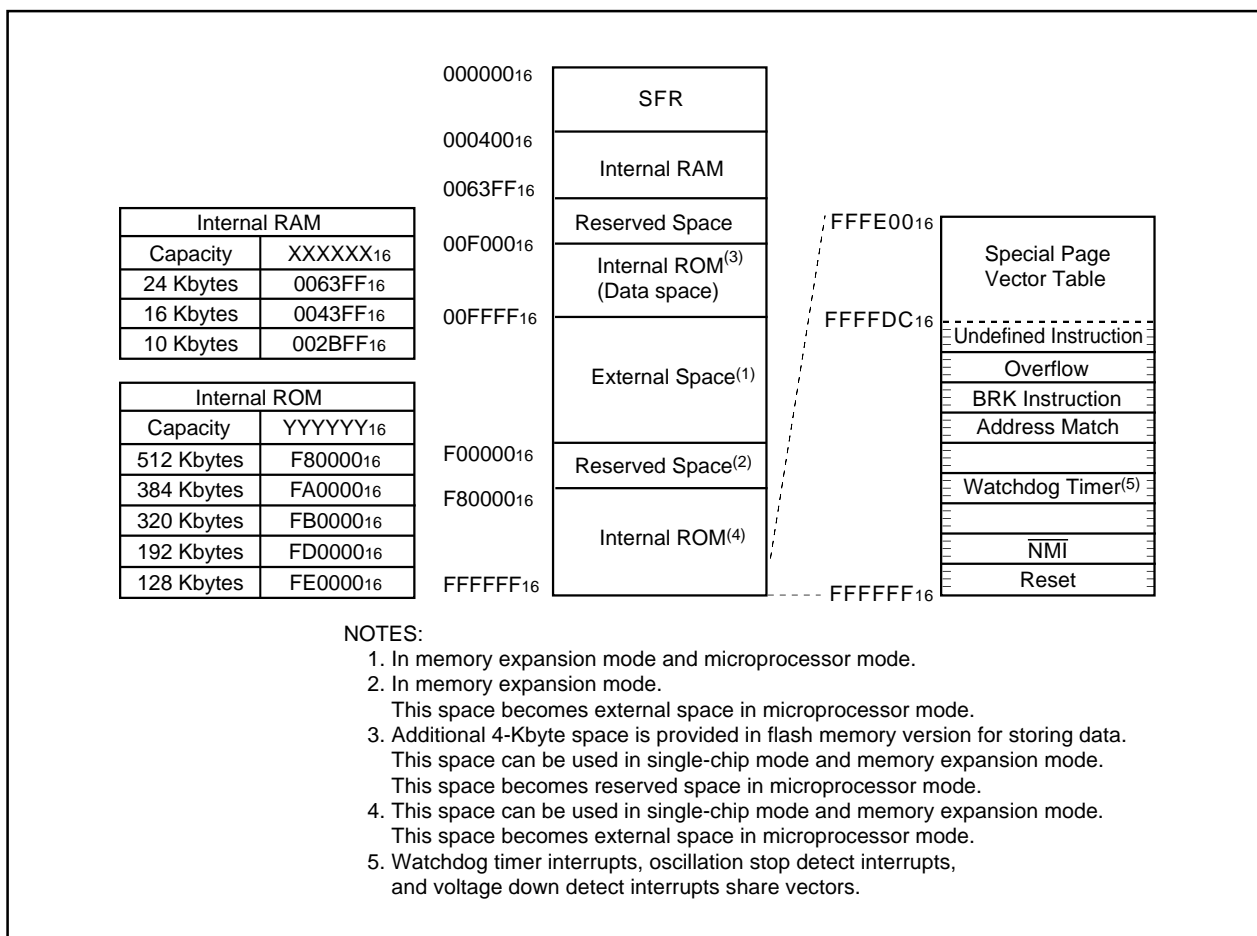 000000₁₆
SFR
000400₁₆
Internal RAM
0063FF₁₆
Reserved Space
00F000₁₆
Internal ROM(3)
(Data space)
00FFFF₁₆
External Space(1)
F00000₁₆
Reserved Space(2)
F80000₁₆
Internal ROM(4)
FFFFFF₁₆
Internal RAM
Capacity XXXXXX₁₆
24 Kbytes 0063FF₁₆
16 Kbytes 0043FF₁₆
10 Kbytes 002BFF₁₆
Internal ROM
Capacity YYYYYY₁₆
512 Kbytes F80000₁₆
384 Kbytes FA0000₁₆
320 Kbytes FB0000₁₆
192 Kbytes FD0000₁₆
128 Kbytes FE0000₁₆
FFFE00₁₆
Special Page
Vector Table
FFFFDC₁₆
Undefined Instruction
Overflow
BRK Instruction
Address Match
Watchdog Timer(5)
NMI
Reset
FFFFFF₁₆
NOTES:
1. In memory expansion mode and microprocessor mode.
2. In memory expansion mode.
This space becomes external space in microprocessor mode.
3. Additional 4-Kbyte space is provided in flash memory version for storing data.
This space can be used in single-chip mode and memory expansion mode.
This space becomes reserved space in microprocessor mode.
4. This space can be used in single-chip mode and memory expansion mode.
This space becomes external space in microprocessor mode.
5. Watchdog timer interrupts, oscillation stop detect interrupts,
and voltage down detect interrupts share vectors.